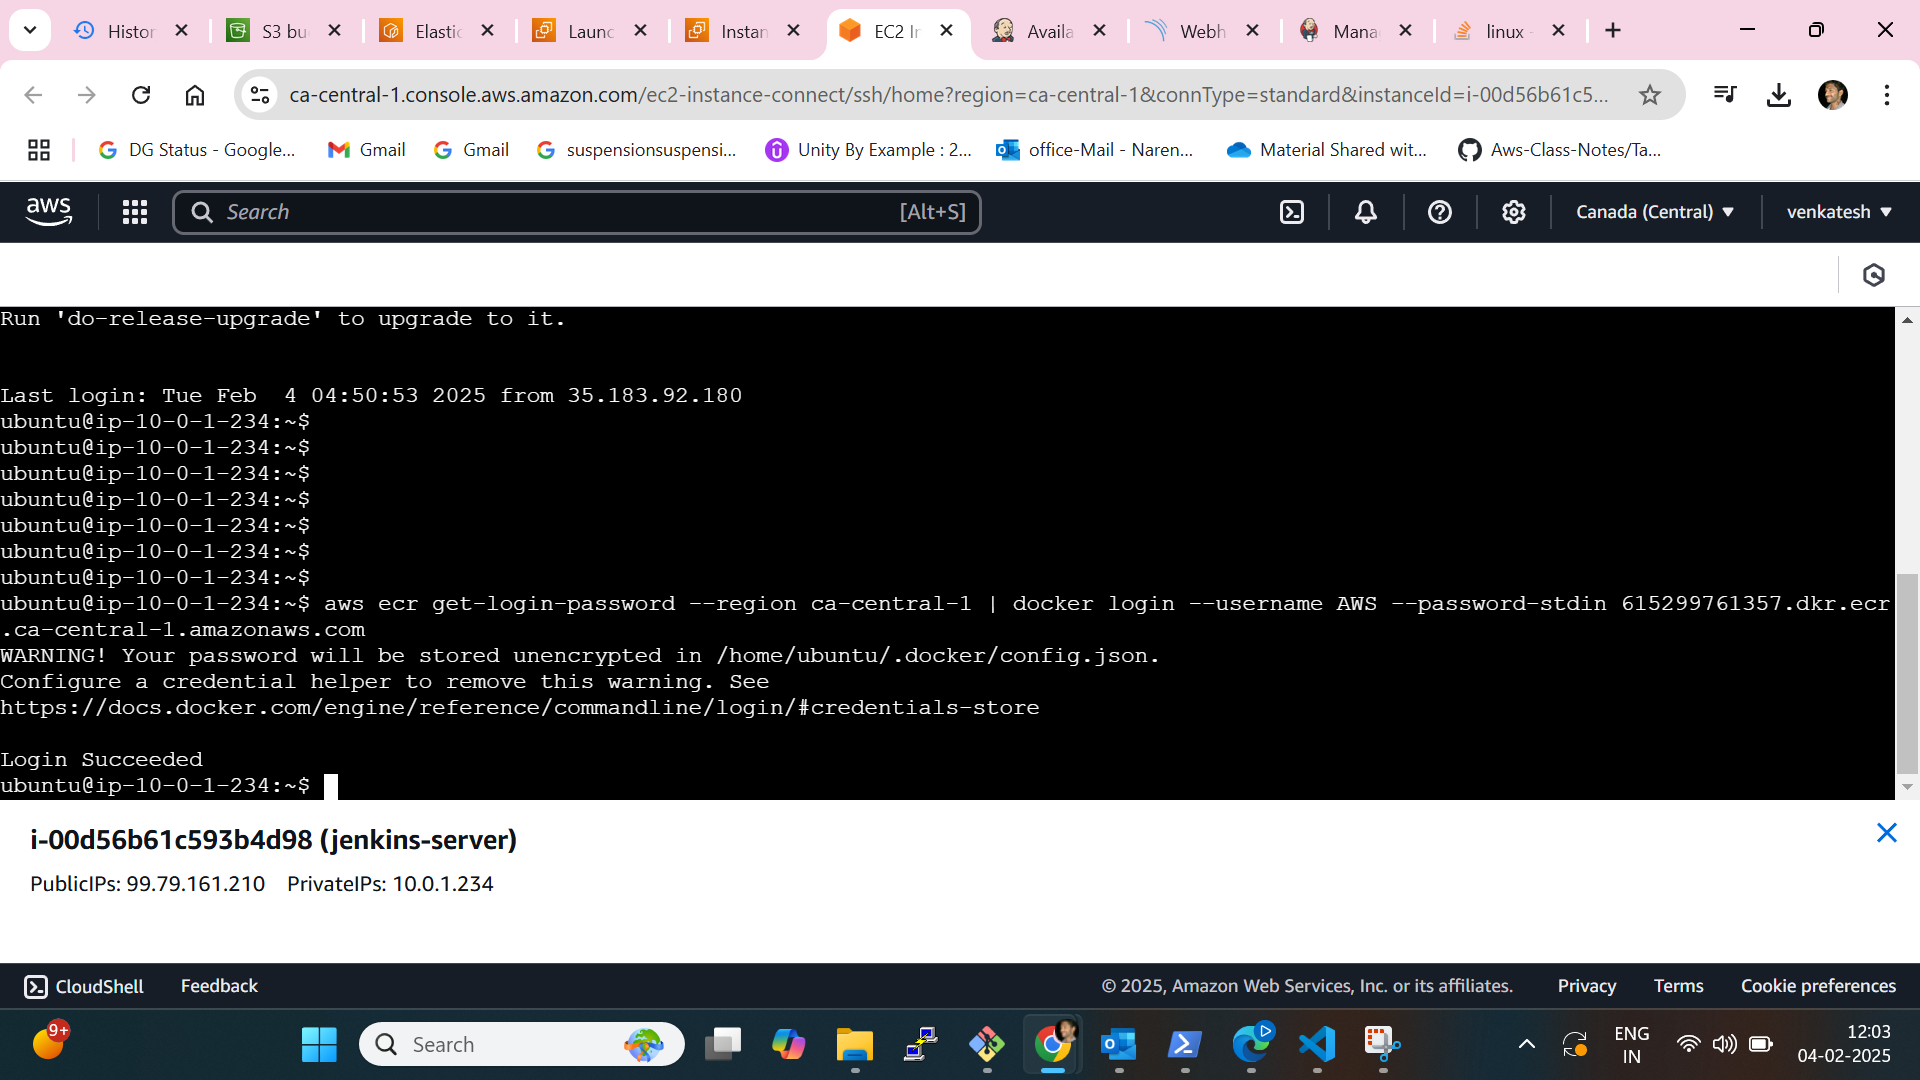 Histor
S3 bu
Elastic
Launc
Instan
EC2 In
Availa
Webh
Mana
linux -
ca-central-1.console.aws.amazon.com/ec2-instance-connect/ssh/home?region=ca-central-1&connType=standard&instanceId=i-00d56b61c5...
DG Status - Google...
Gmail
Gmail
suspensionsuspensi...
Unity By Example : 2...
office-Mail - Naren...
Material Shared wit...
Aws-Class-Notes/Ta...
aws
Search
[Alt+S]
Canada (Central)
venkatesh
Run 'do-release-upgrade' to upgrade to it.
Last login: Tue Feb  4 04:50:53 2025 from 35.183.92.180
ubuntu@ip-10-0-1-234:~$
ubuntu@ip-10-0-1-234:~$
ubuntu@ip-10-0-1-234:~$
ubuntu@ip-10-0-1-234:~$
ubuntu@ip-10-0-1-234:~$
ubuntu@ip-10-0-1-234:~$
ubuntu@ip-10-0-1-234:~$
ubuntu@ip-10-0-1-234:~$ aws ecr get-login-password --region ca-central-1 | docker login --username AWS --password-stdin 615299761357.dkr.ecr
.ca-central-1.amazonaws.com
WARNING! Your password will be stored unencrypted in /home/ubuntu/.docker/config.json.
Configure a credential helper to remove this warning. See
https://docs.docker.com/engine/reference/commandline/login/#credentials-store
Login Succeeded
ubuntu@ip-10-0-1-234:~$
i-00d56b61c593b4d98 (jenkins-server)
PublicIPs: 99.79.161.210 PrivateIPs: 10.0.1.234
CloudShell
Feedback
© 2025, Amazon Web Services, Inc. or its affiliates.
Privacy
Terms
Cookie preferences
9+
Search
ENG
IN
12:03
04-02-2025